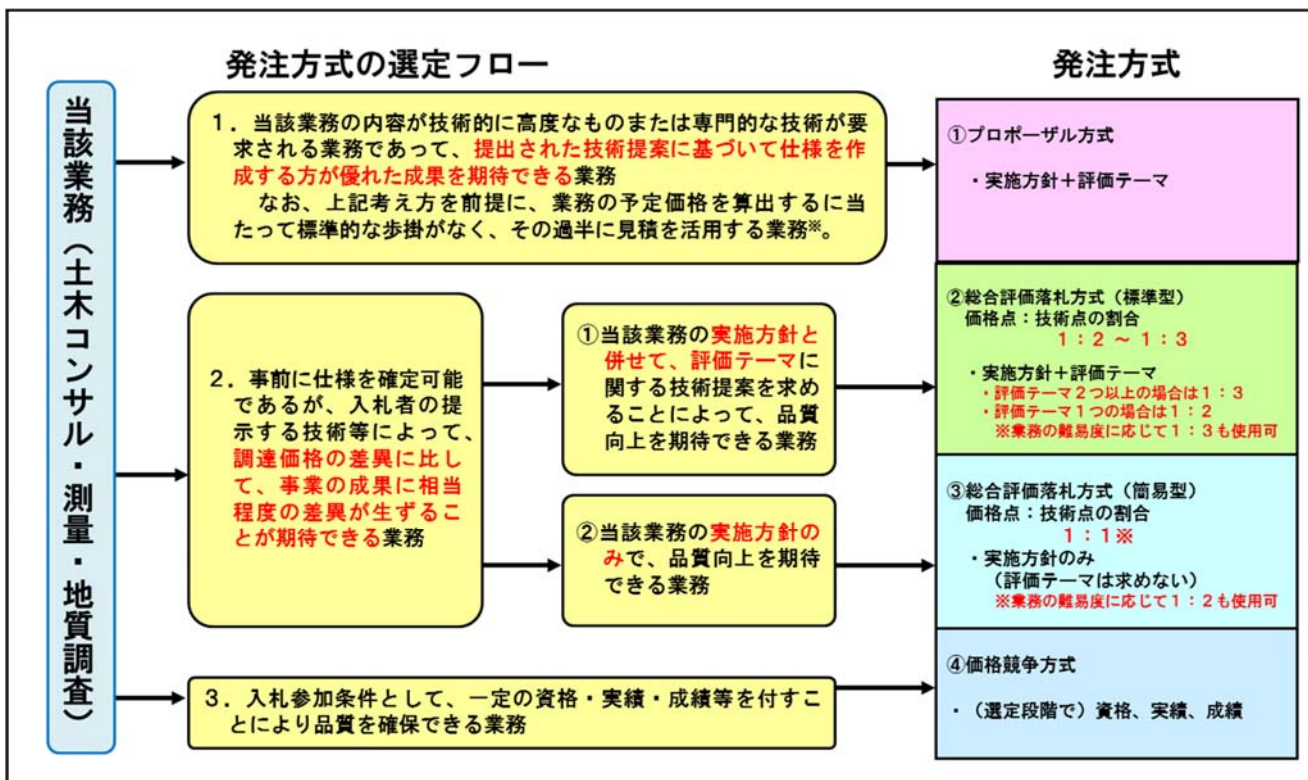 発注方式の選定フロー
発注方式
当該業務（土木コンサル・測量・地質調査）
１．当該業務の内容が技術的に高度なものまたは専門的な技術が要
求される業務であって、提出された技術提案に基づいて仕様を作
成する方が優れた成果を期待できる業務
なお、上記考え方を前提に、業務の予定価格を算出するに当
たって標準的な歩掛がなく、その過半に見積を活用する業務※。
①プロポーザル方式
・実施方針＋評価テーマ
２．事前に仕様を確定可能
であるが、入札者の提
示する技術等によって、
調達価格の差異に比し
て、事業の成果に相当
程度の差異が生ずるこ
とが期待できる業務
①当該業務の実施方針と
併せて、評価テーマに
関する技術提案を求め
ることによって、品質
向上を期待できる業務
②総合評価落札方式（標準型）
価格点：技術点の割合
１：２ ～ １：３
・実施方針＋評価テーマ
・評価テーマ２つ以上の場合は１：３
・評価テーマ１つの場合は１：２
※業務の難易度に応じて１：３も使用可
②当該業務の実施方針の
みで、品質向上を期待
できる業務
③総合評価落札方式（簡易型）
価格点：技術点の割合
１：１※
・実施方針のみ
（評価テーマは求めない）
※業務の難易度に応じて１：２も使用可
３．入札参加条件として、一定の資格・実績・成績等を付すこ
とにより品質を確保できる業務
④価格競争方式
・（選定段階で）資格、実績、成績